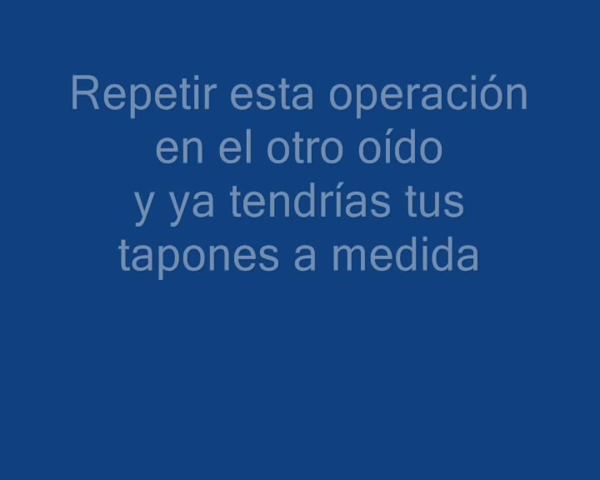 Repetir esta operación
en el otro oído
y ya tendrías tus
tapones a medida